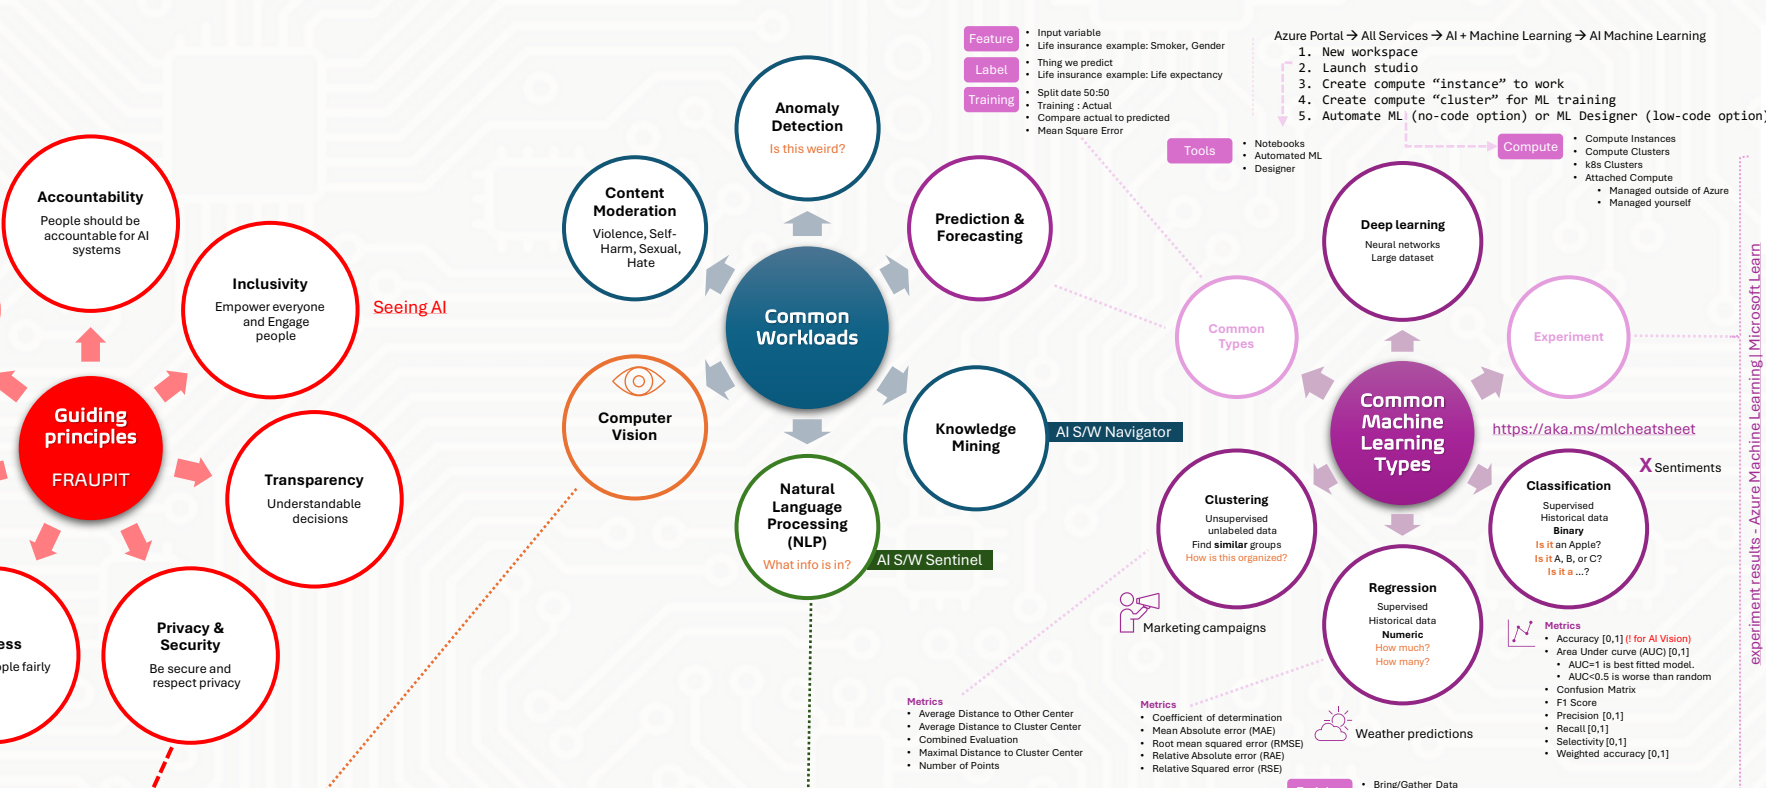 Accountability
People should be
accountable for AI
systems
Inclusivity
Empower everyone
and Engage
people
Seeing AI
Guiding
principles
FRAUPIT
Transparency
Understandable
decisions
Privacy &
Security
Be secure and
respect privacy
ess
ople fairly
Anomaly
Detection
Is this weird?
Content
Moderation
Violence, Self-
Harm, Sexual,
Hate
Prediction &
Forecasting
Common
Workloads
Computer
Vision
Knowledge
Mining
AI S/W Navigator
Natural
Language
Processing
(NLP)
What info is in?
AI S/W Sentinel
Feature
• Input variable
• Life insurance example: Smoker, Gender
Label
• Thing we predict
• Life insurance example: Life expectancy
Training
• Split date 50:50
• Training : Actual
• Compare actual to predicted
• Mean Square Error
Azure Portal → All Services → AI + Machine Learning → AI Machine Learning
1. New workspace
2. Launch studio
3. Create compute “instance” to work
4. Create compute “cluster” for ML training
5. Automate ML (no-code option) or ML Designer (low-code option)
Tools
• Notebooks
• Automated ML
• Designer
Compute
• Compute Instances
• Compute Clusters
• k8s Clusters
• Attached Compute
• Managed outside of Azure
• Managed yourself
Deep learning
Neural networks
Large dataset
Common
Types
Experiment
Common
Machine
Learning
Types
https://aka.ms/mlcheatsheet
X Sentiments
Clustering
Unsupervised
unlabeled data
Find similar groups
How is this organized?
Marketing campaigns
Classification
Supervised
Historical data
Binary
Is it an Apple?
Is it A, B, or C?
Is it a ...?
Regression
Supervised
Historical data
Numeric
How much?
How many?
Weather predictions
Metrics
• Average Distance to Other Center
• Average Distance to Cluster Center
• Combined Evaluation
• Maximal Distance to Cluster Center
• Number of Points
Metrics
• Coefficient of determination
• Mean Absolute error (MAE)
• Root mean squared error (RMSE)
• Relative Absolute error (RAE)
• Relative Squared error (RSE)
Metrics
• Accuracy [0,1] (! for AI Vision)
• Area Under curve (AUC) [0,1]
• AUC=1 is best fitted model.
• AUC<0.5 is worse than random
• Confusion Matrix
• F1 Score
• Precision [0,1]
• Recall [0,1]
• Selectivity [0,1]
• Weighted accuracy [0,1]
• Bring/Gather Data
experiment results - Azure Machine Learning | Microsoft Learn